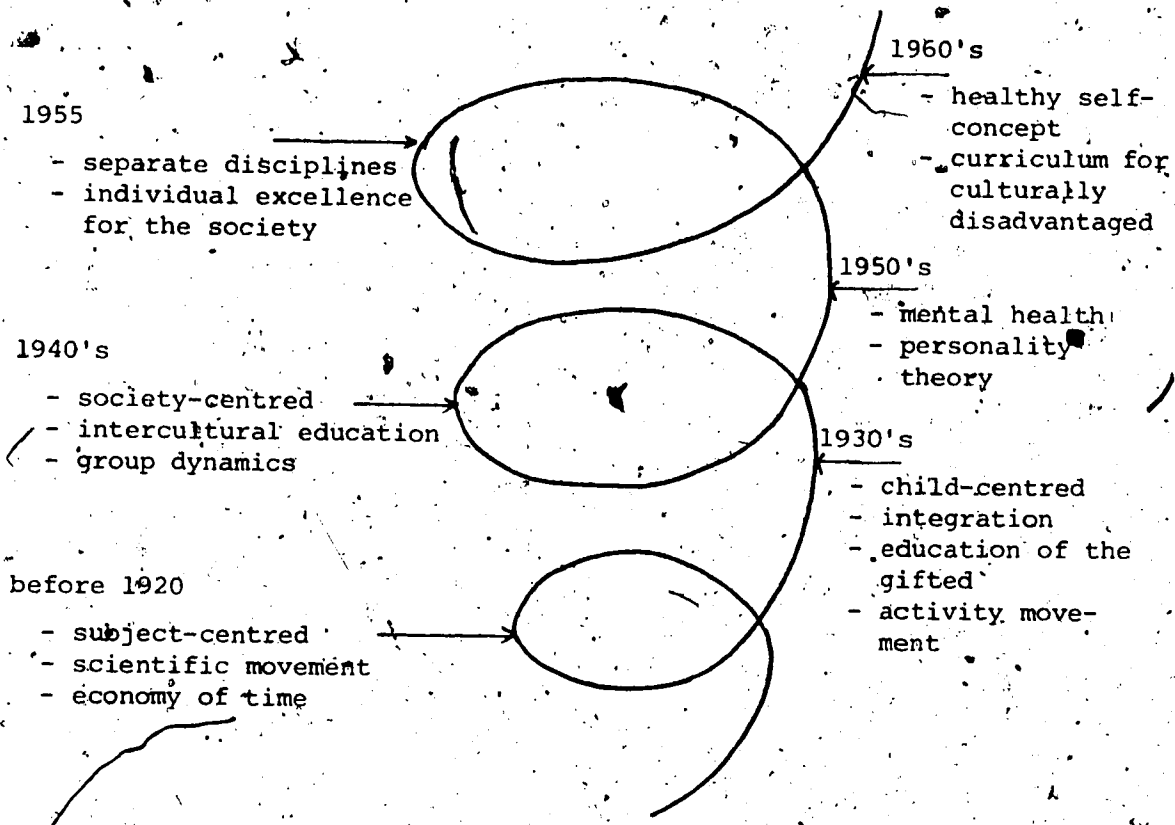 1960's
- healthy self-
concept
- curriculum for
culturally
disadvantaged
1955
- separate disciplines
- individual excellence
for the society
1950's
- mental health
- personality
theory
1940's
- society-centred
- intercultural education
- group dynamics
1930's
- child-centred
- integration
- education of the
gifted
- activity move-
ment
before 1920
- subject-centred
- scientific movement
- economy of time